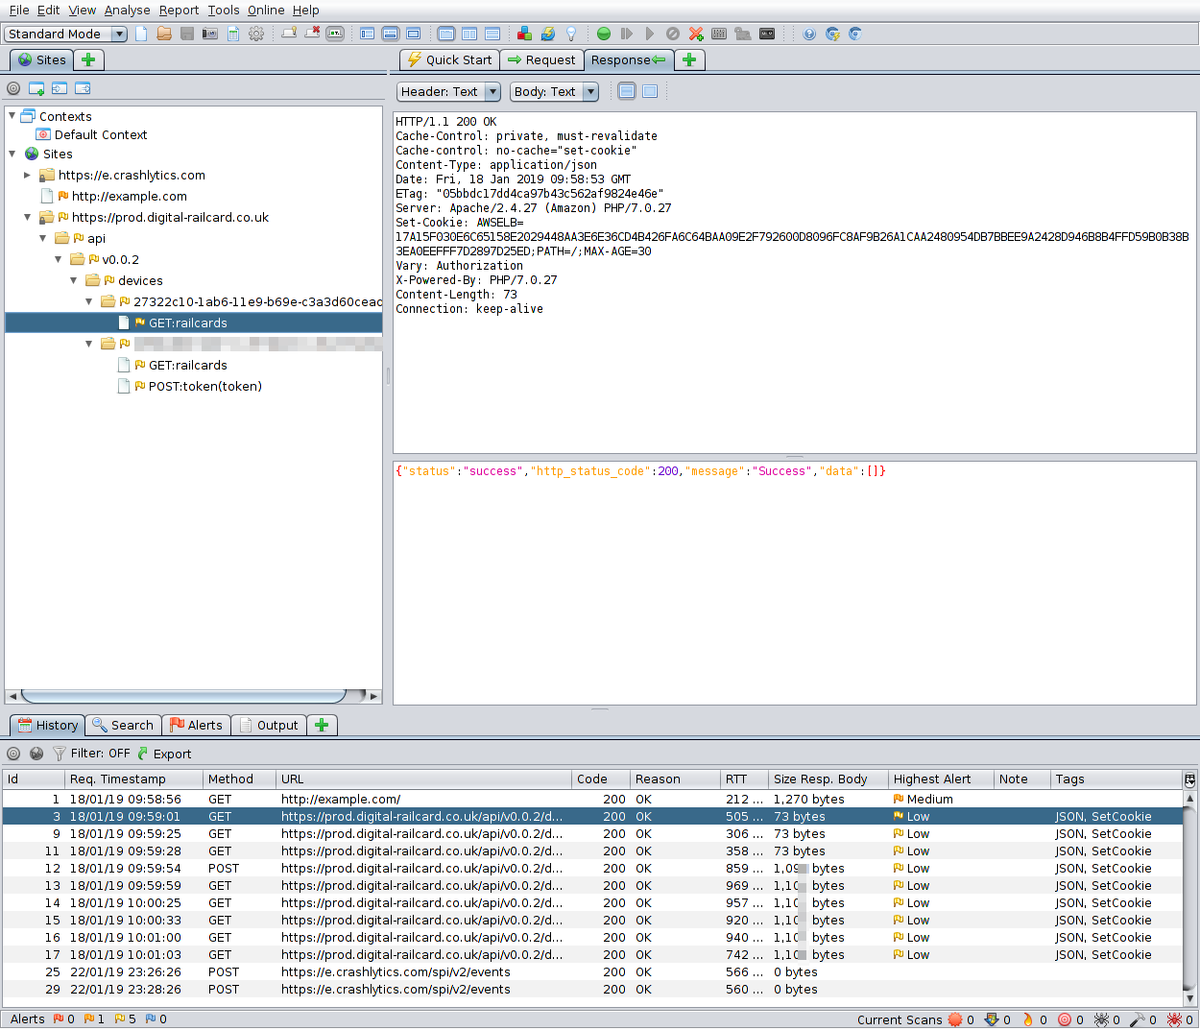 File Edit View Analyse Report Tools Online Help
Standard Mode
Sites
Quick Start Request Response
Header: Text Body: Text
Contexts
Default Context
Sites
https://e.crashlytics.com
http://example.com
https://prod.digital-railcard.co.uk
api
v0.0.2
devices
27322c10-1ab6-11e9-b69e-c3a3d60ceac
GET:railcards
GET:railcards
POST:token(token)
HTTP/1.1 200 OK
Cache-Control: private, must-revalidate
Cache-control: no-cache="set-cookie"
Content-Type: application/json
Date: Fri, 18 Jan 2019 09:58:53 GMT
ETag: "05bbdc17dd4ca97b43c562af9824e46e"
Server: Apache/2.4.27 (Amazon) PHP/7.0.27
Set-Cookie: AWSELB=
17A15F030E6C65158E2029448AA3E6E36CD4B426FA6C64BAA09E2F792600D8096FC8AF9B26A1CAA2480954DB7BBEE9A2428D946B8B4FFD59B0B38B
3EA0EEFFF7D2897D25ED;PATH=/;MAX-AGE=30
Vary: Authorization
X-Powered-By: PHP/7.0.27
Content-Length: 73
Connection: keep-alive
{"status":"success","http_status_code":200,"message":"Success","data":[]}
History Search Alerts Output
Filter: OFF Export
Id Req. Timestamp Method URL Code Reason RTT Size Resp. Body Highest Alert Note Tags
1 18/01/19 09:58:56 GET http://example.com/ 200 OK 212 ... 1,270 bytes Medium
3 18/01/19 09:59:01 GET https://prod.digital-railcard.co.uk/api/v0.0.2/d... 200 OK 505 ... 73 bytes Low JSON, SetCookie
9 18/01/19 09:59:25 GET https://prod.digital-railcard.co.uk/api/v0.0.2/d... 200 OK 306 ... 73 bytes Low JSON, SetCookie
11 18/01/19 09:59:28 GET https://prod.digital-railcard.co.uk/api/v0.0.2/d... 200 OK 358 ... 73 bytes Low JSON, SetCookie
12 18/01/19 09:59:54 POST https://prod.digital-railcard.co.uk/api/v0.0.2/d... 200 OK 859 ... bytes Low JSON, SetCookie
13 18/01/19 09:59:59 GET https://prod.digital-railcard.co.uk/api/v0.0.2/d... 200 OK 969 ... bytes Low JSON, SetCookie
14 18/01/19 10:00:25 GET https://prod.digital-railcard.co.uk/api/v0.0.2/d... 200 OK 957 ... bytes Low JSON, SetCookie
15 18/01/19 10:00:33 GET https://prod.digital-railcard.co.uk/api/v0.0.2/d... 200 OK 920 ... bytes Low JSON, SetCookie
16 18/01/19 10:01:00 GET https://prod.digital-railcard.co.uk/api/v0.0.2/d... 200 OK 940 ... bytes Low JSON, SetCookie
17 18/01/19 10:01:03 GET https://prod.digital-railcard.co.uk/api/v0.0.2/d... 200 OK 742 ... bytes Low JSON, SetCookie
25 22/01/19 23:26:26 POST https://e.crashlytics.com/spi/v2/events 200 OK 566 ... 0 bytes
29 22/01/19 23:28:26 POST https://e.crashlytics.com/spi/v2/events 200 OK 560 ... 0 bytes
Alerts 0 1 5 0 Current Scans 0 0 0 0 0 0 0